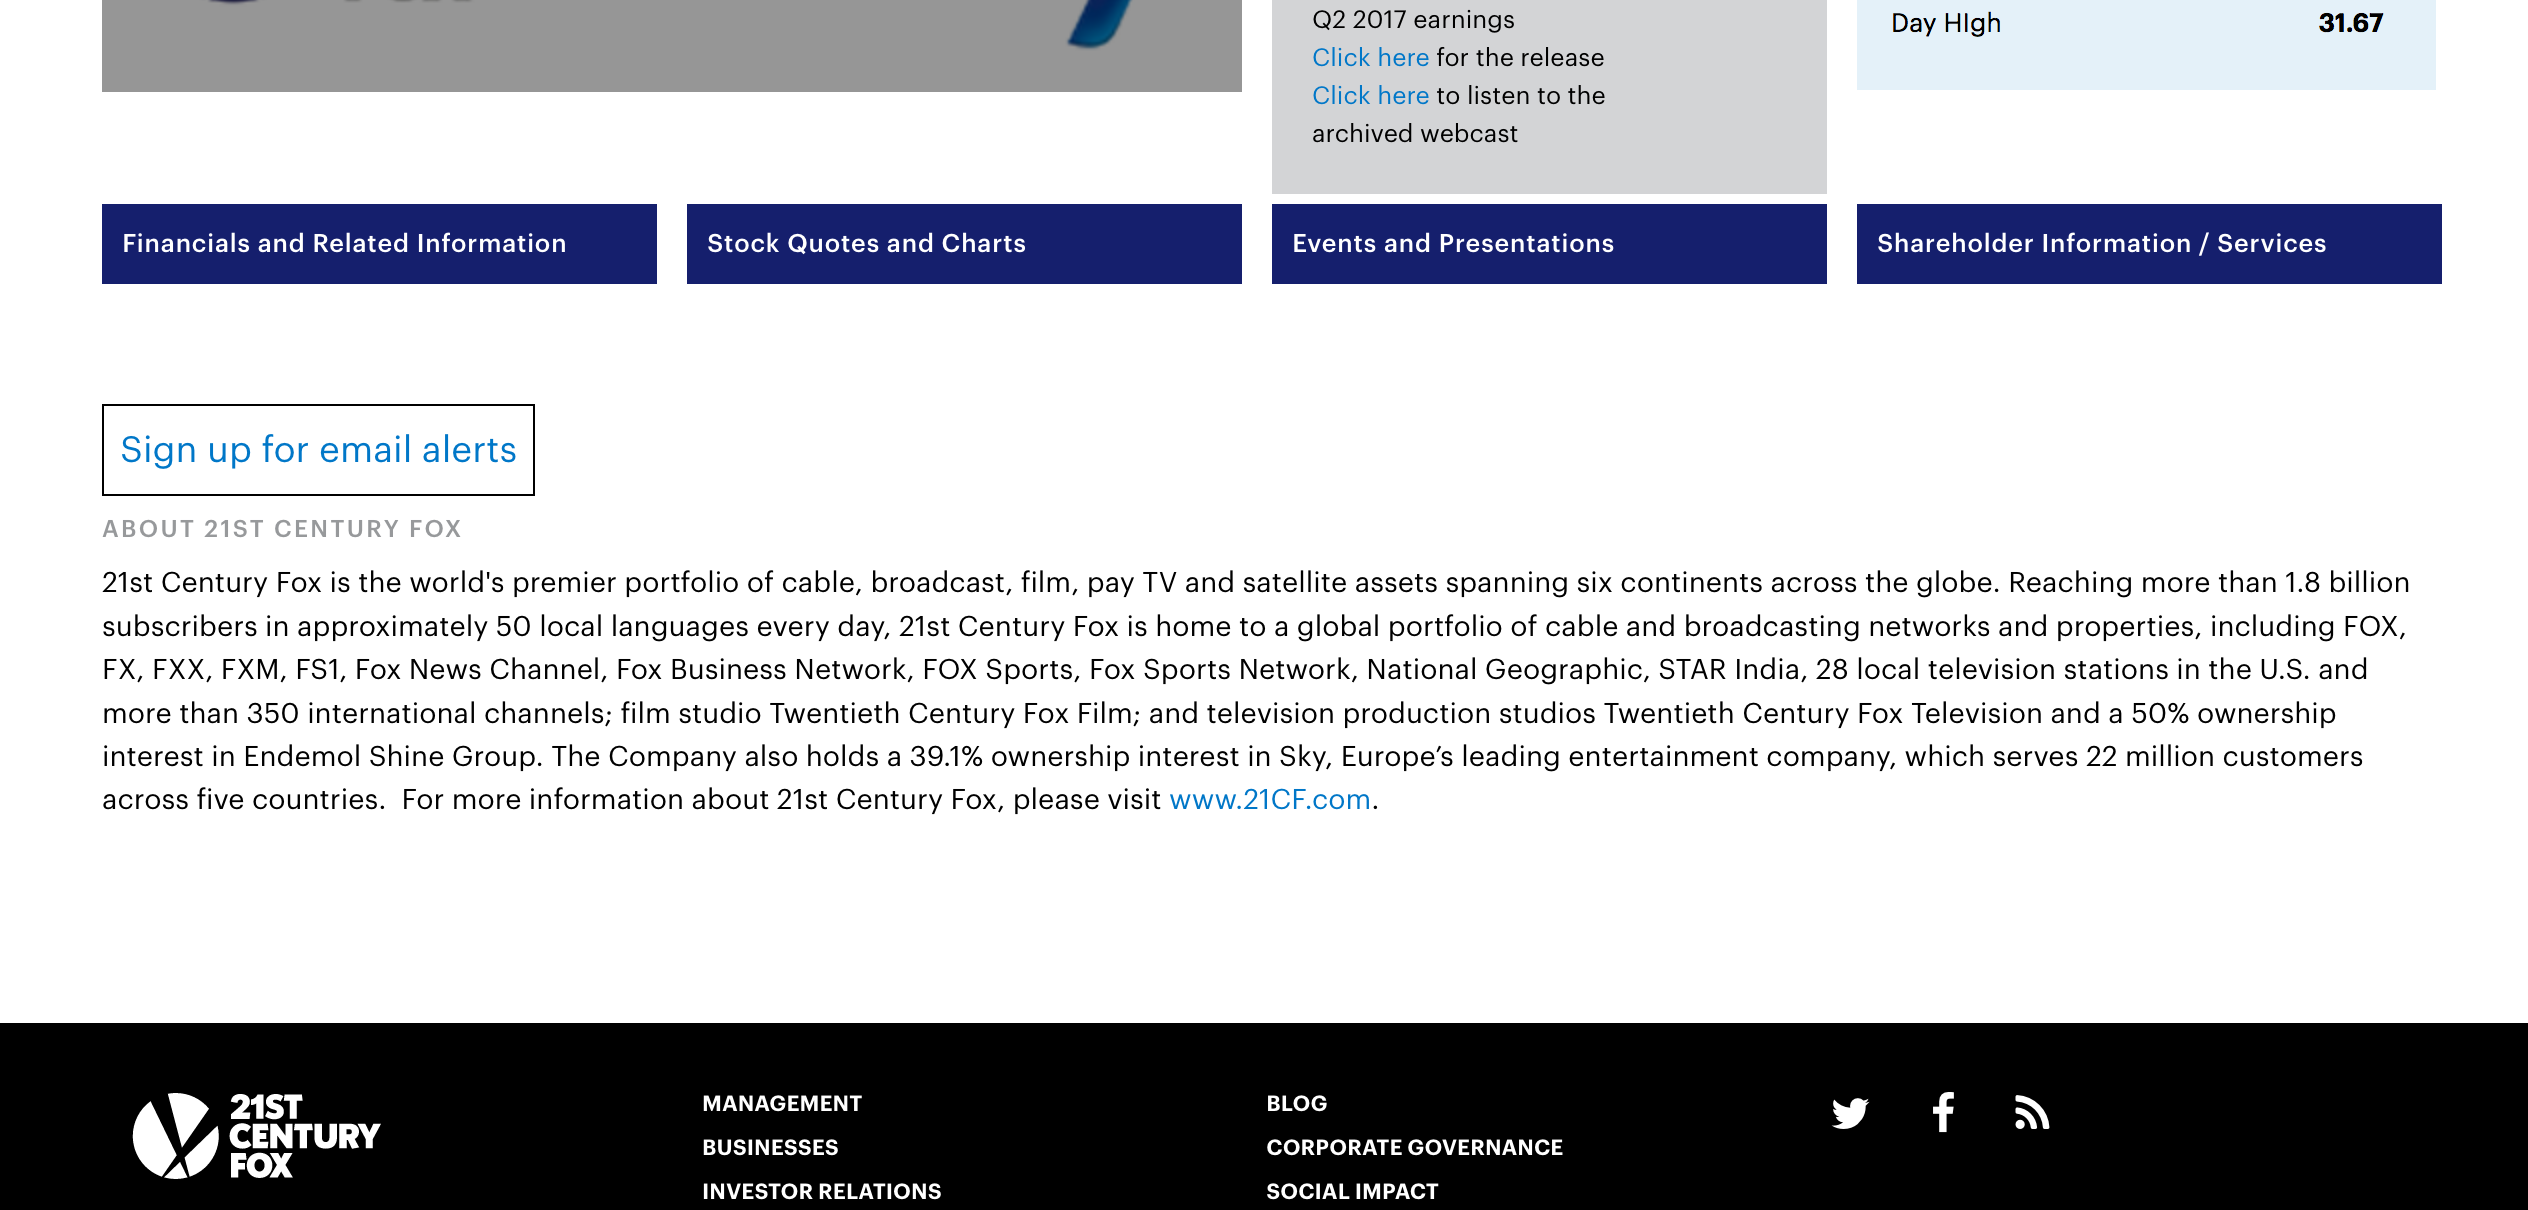 Q2 2017 earnings
Click here for the release
Click here to listen to the
archived webcast
Day HIgh 31.67
Financials and Related Information
Stock Quotes and Charts
Events and Presentations
Shareholder Information / Services
Sign up for email alerts
ABOUT 21ST CENTURY FOX
21st Century Fox is the world's premier portfolio of cable, broadcast, film, pay TV and satellite assets spanning six continents across the globe. Reaching more than 1.8 billion
subscribers in approximately 50 local languages every day, 21st Century Fox is home to a global portfolio of cable and broadcasting networks and properties, including FOX,
FX, FXX, FXM, FS1, Fox News Channel, Fox Business Network, FOX Sports, Fox Sports Network, National Geographic, STAR India, 28 local television stations in the U.S. and
more than 350 international channels; film studio Twentieth Century Fox Film; and television production studios Twentieth Century Fox Television and a 50% ownership
interest in Endemol Shine Group. The Company also holds a 39.1% ownership interest in Sky, Europe’s leading entertainment company, which serves 22 million customers
across five countries.  For more information about 21st Century Fox, please visit www.21CF.com.
21ST
CENTURY
FOX
MANAGEMENT
BUSINESSES
INVESTOR RELATIONS
BLOG
CORPORATE GOVERNANCE
SOCIAL IMPACT